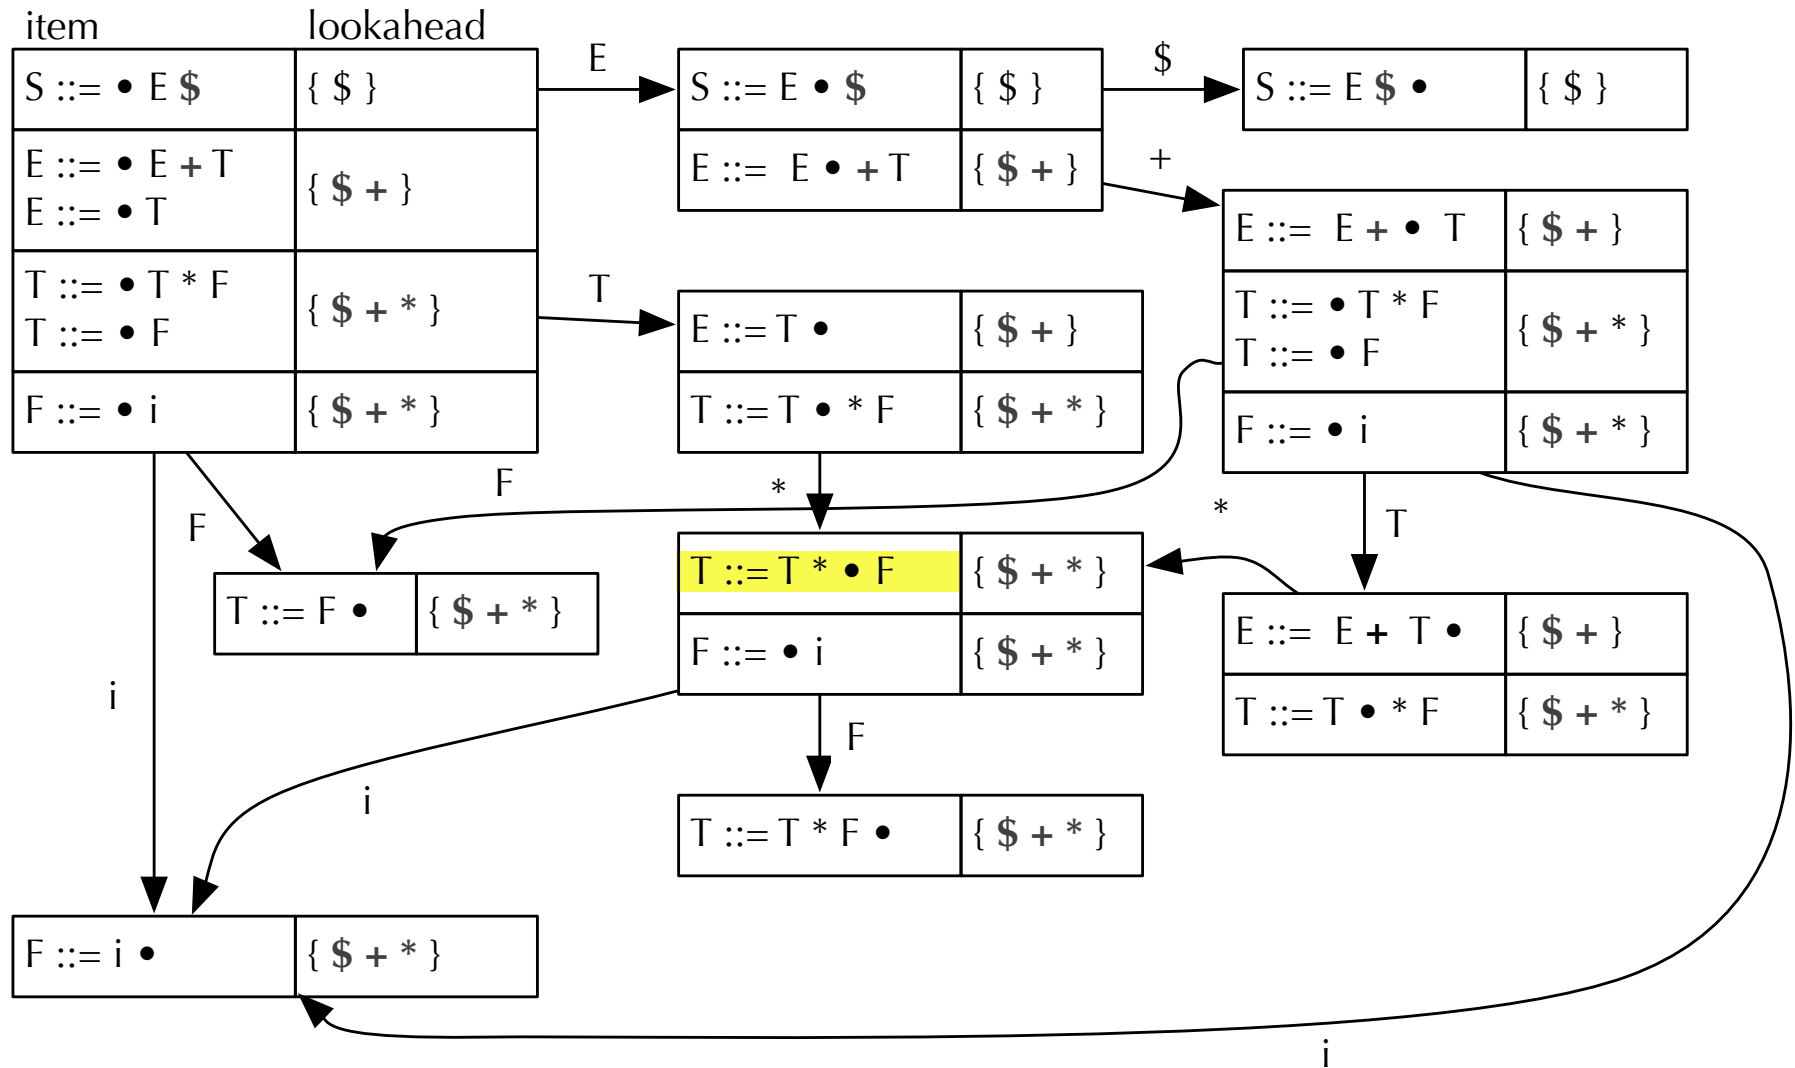 item lookahead
S ::= • E $ { $ }
E ::= • E + T
E ::= • T
{ $ + }
T ::= • T * F
T ::= • F
{ $ + * }
F ::= • i { $ + * }
E
S ::= E • $ { $ }
E ::= E • + T { $ + }
$
S ::= E $ • { $ }
+
E ::= E + • T { $ + }
T ::= • T * F
T ::= • F
{ $ + * }
F ::= • i { $ + * }
T
E ::= T • { $ + }
T ::= T • * F { $ + * }
F
F
*
*
T
T ::= F • { $ + * }
T ::= T * • F { $ + * }
F ::= • i { $ + * }
E ::= E + T • { $ + }
T ::= T • * F { $ + * }
i
F
i
T ::= T * F • { $ + * }
F ::= i • { $ + * }
i